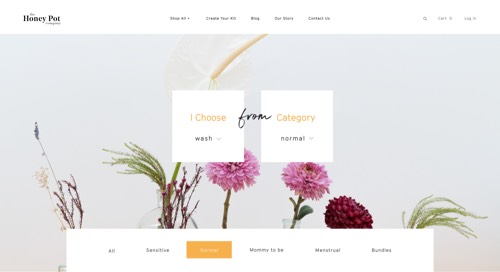 the
Honey Pot
company
Shop All
Create Your Kit
Blog
Our Story
Contact Us
Cart 0
Log In
I Choose
from
Category
wash
normal
All
Sensitive
Normal
Mommy to be
Menstrual
Bundles